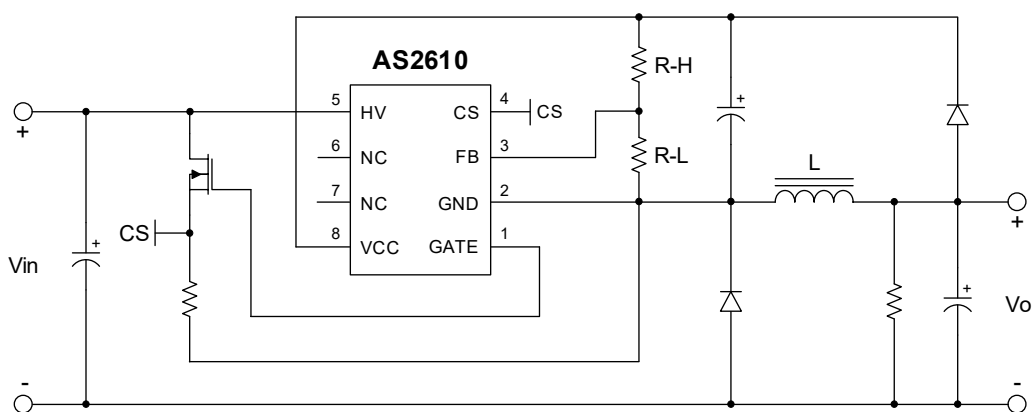 AS2610
R-H
5
HV
CS
4
CS
+
6
NC
FB
3
R-L
L
7
NC
GND
2
+
CS
8
VCC
GATE
1
Vin
+
+
+
Vo
-
-